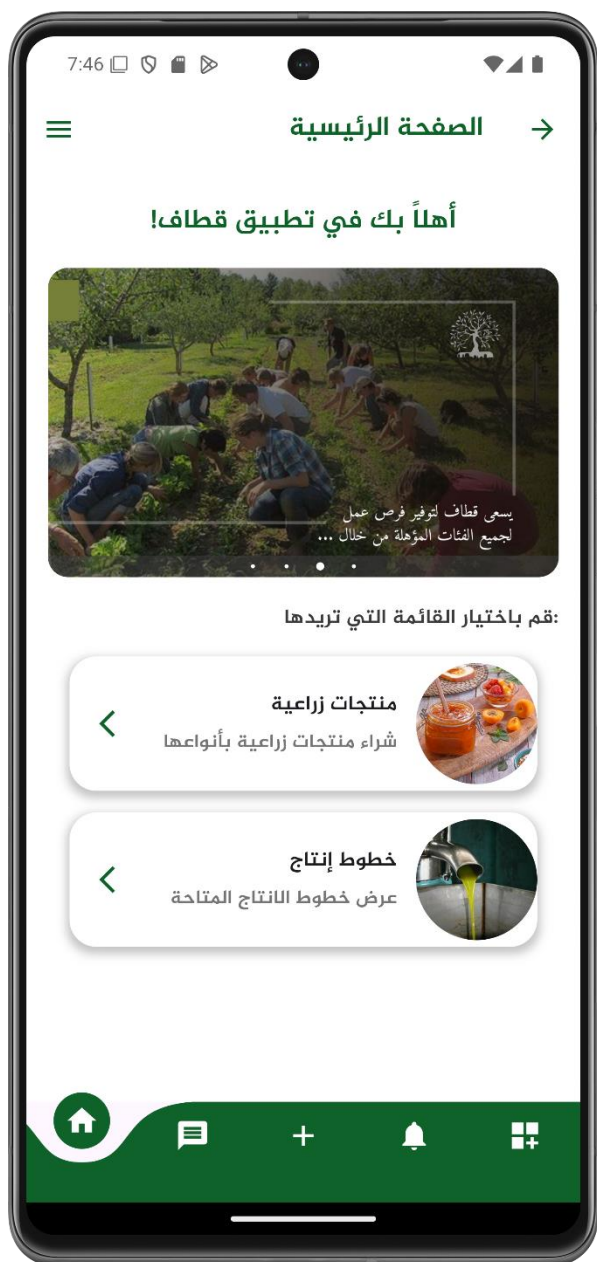 7:46
الصفحة الرئيسية
أهلاً بك في تطبيق قطاف!
يسعى قطاف لتوفير فرص عمل
لجميع الفئات المؤهلة من خلال ...
قم باختيار القائمة التي تريدها:
منتجات زراعية
شراء منتجات زراعية بأنواعها
خطوط إنتاج
عرض خطوط الانتاج المتاحة